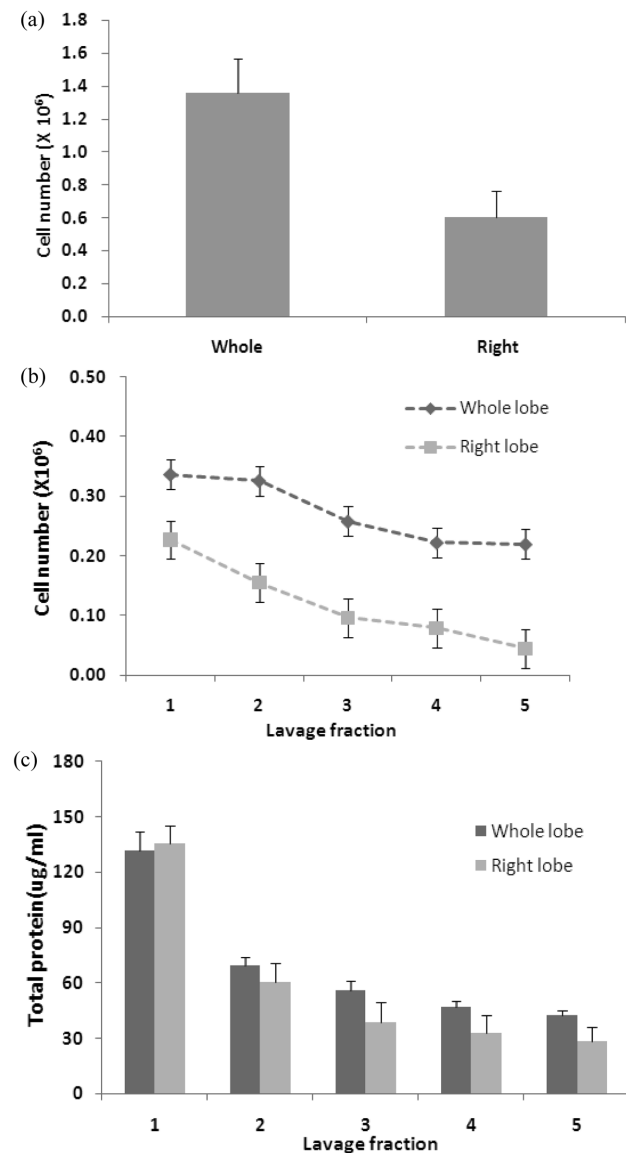 (a)
1.8
1.6
1.4
1.2
1.0
0.8
0.6
0.4
0.2
0.0
Cell number (X 10⁶)
Whole Right
(b)
0.50
0.40
0.30
0.20
0.10
0.00
Cell number (X10⁶)
Whole lobe
Right lobe
1 2 3 4 5
Lavage fraction
(c)
180
150
120
90
60
30
0
Total protein(ug/ml)
Whole lobe
Right lobe
1 2 3 4 5
Lavage fraction